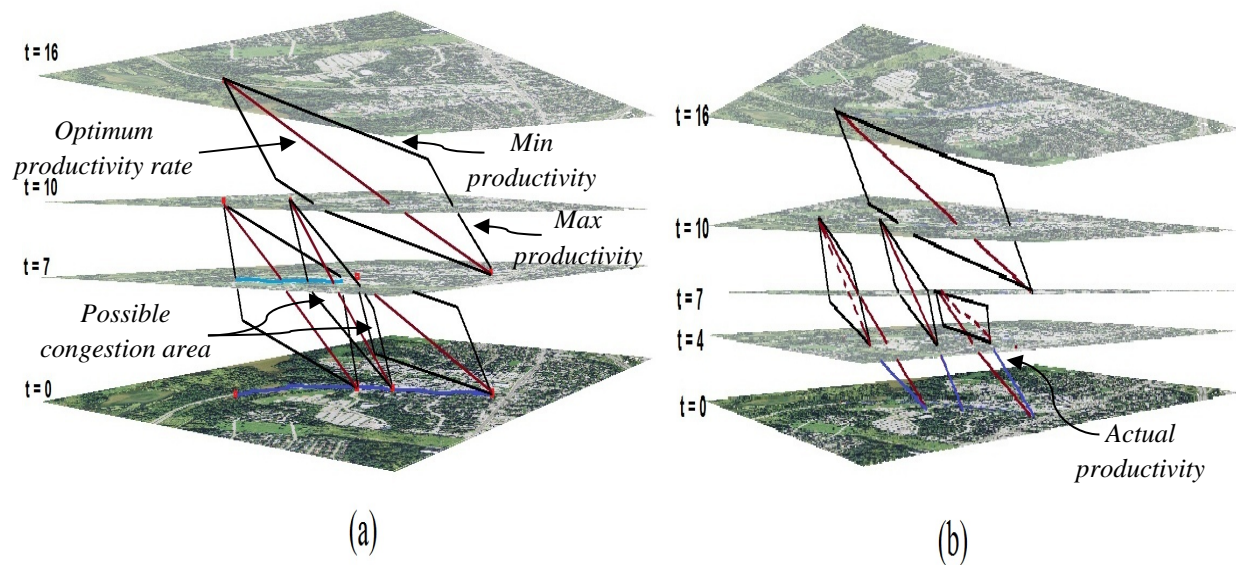 t = 16
Optimum
productivity rate
Min
productivity
t = 10
Max
productivity
t = 7
Possible
congestion area
t = 0
(a)
t = 16
t = 10
t = 7
t = 4
t = 0
Actual
productivity
(b)